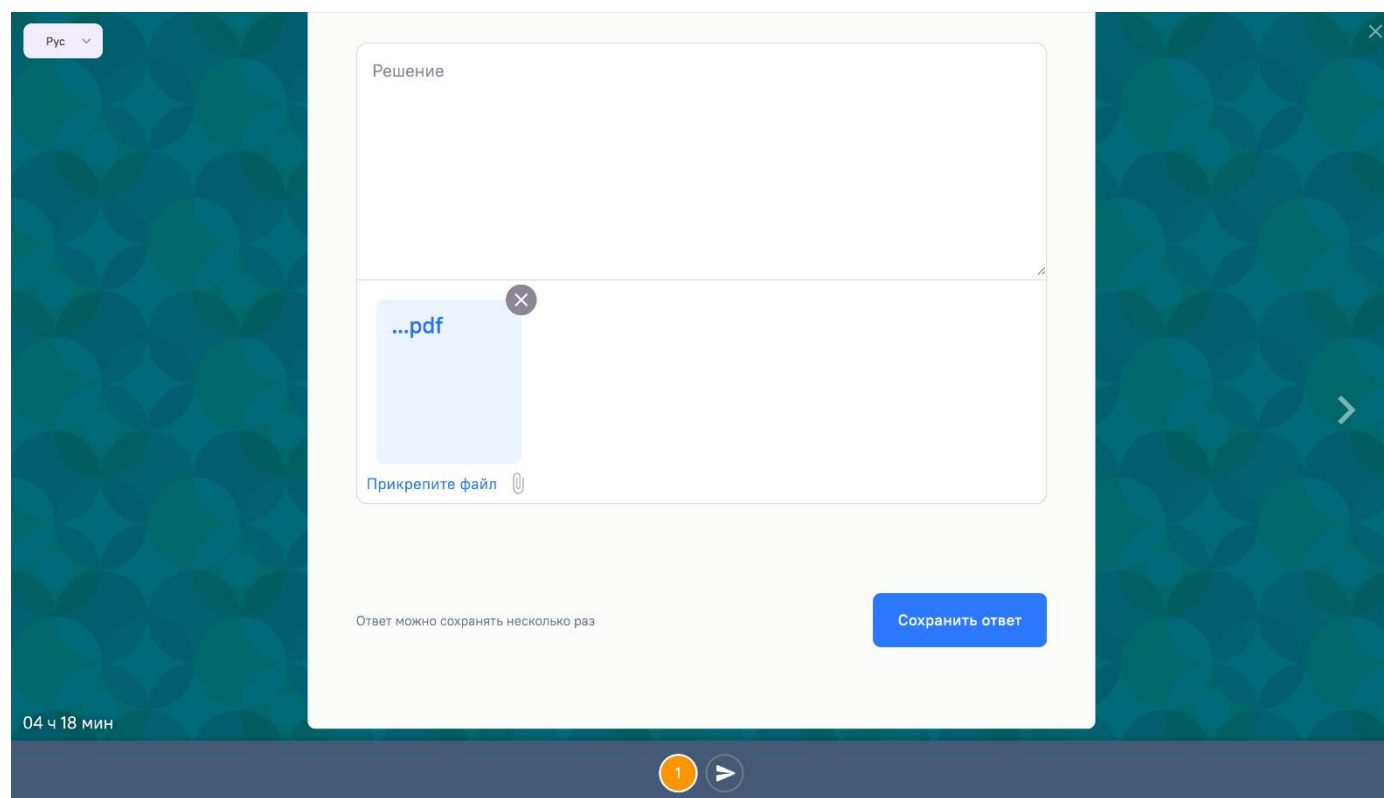 Рус
Решение
...pdf
Прикрепите файл
Ответ можно сохранять несколько раз
Сохранить ответ
04 ч 18 мин
1